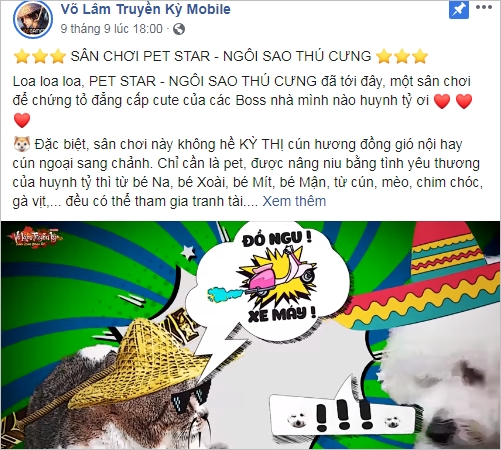 Võ Lâm Truyền Kỳ Mobile
9 tháng 9 lúc 18:00 ·
⭐⭐⭐ SÂN CHƠI PET STAR - NGÔI SAO THÚ CƯNG ⭐⭐⭐
Loa loa loa, PET STAR - NGÔI SAO THÚ CƯNG đã tới đây, một sân chơi
để chứng tỏ đẳng cấp cute của các Boss nhà mình nào huynh tỷ ơi ❤️ ❤️
❤️
🐶 Đặc biệt, sân chơi này không hề KỲ THỊ cún hương đồng gió nội hay
cún ngoại sang chảnh. Chỉ cần là pet, được nâng niu bằng tình yêu thương
của huynh tỷ thì từ bé Na, bé Xoài, bé Mít, bé Mận, từ cún, mèo, chim chóc,
gà vịt,... đều có thể tham gia tranh tài.... Xem thêm
Võ Lâm Truyền Kỳ
ĐỒ NGU !
XE MÁY !
!!!